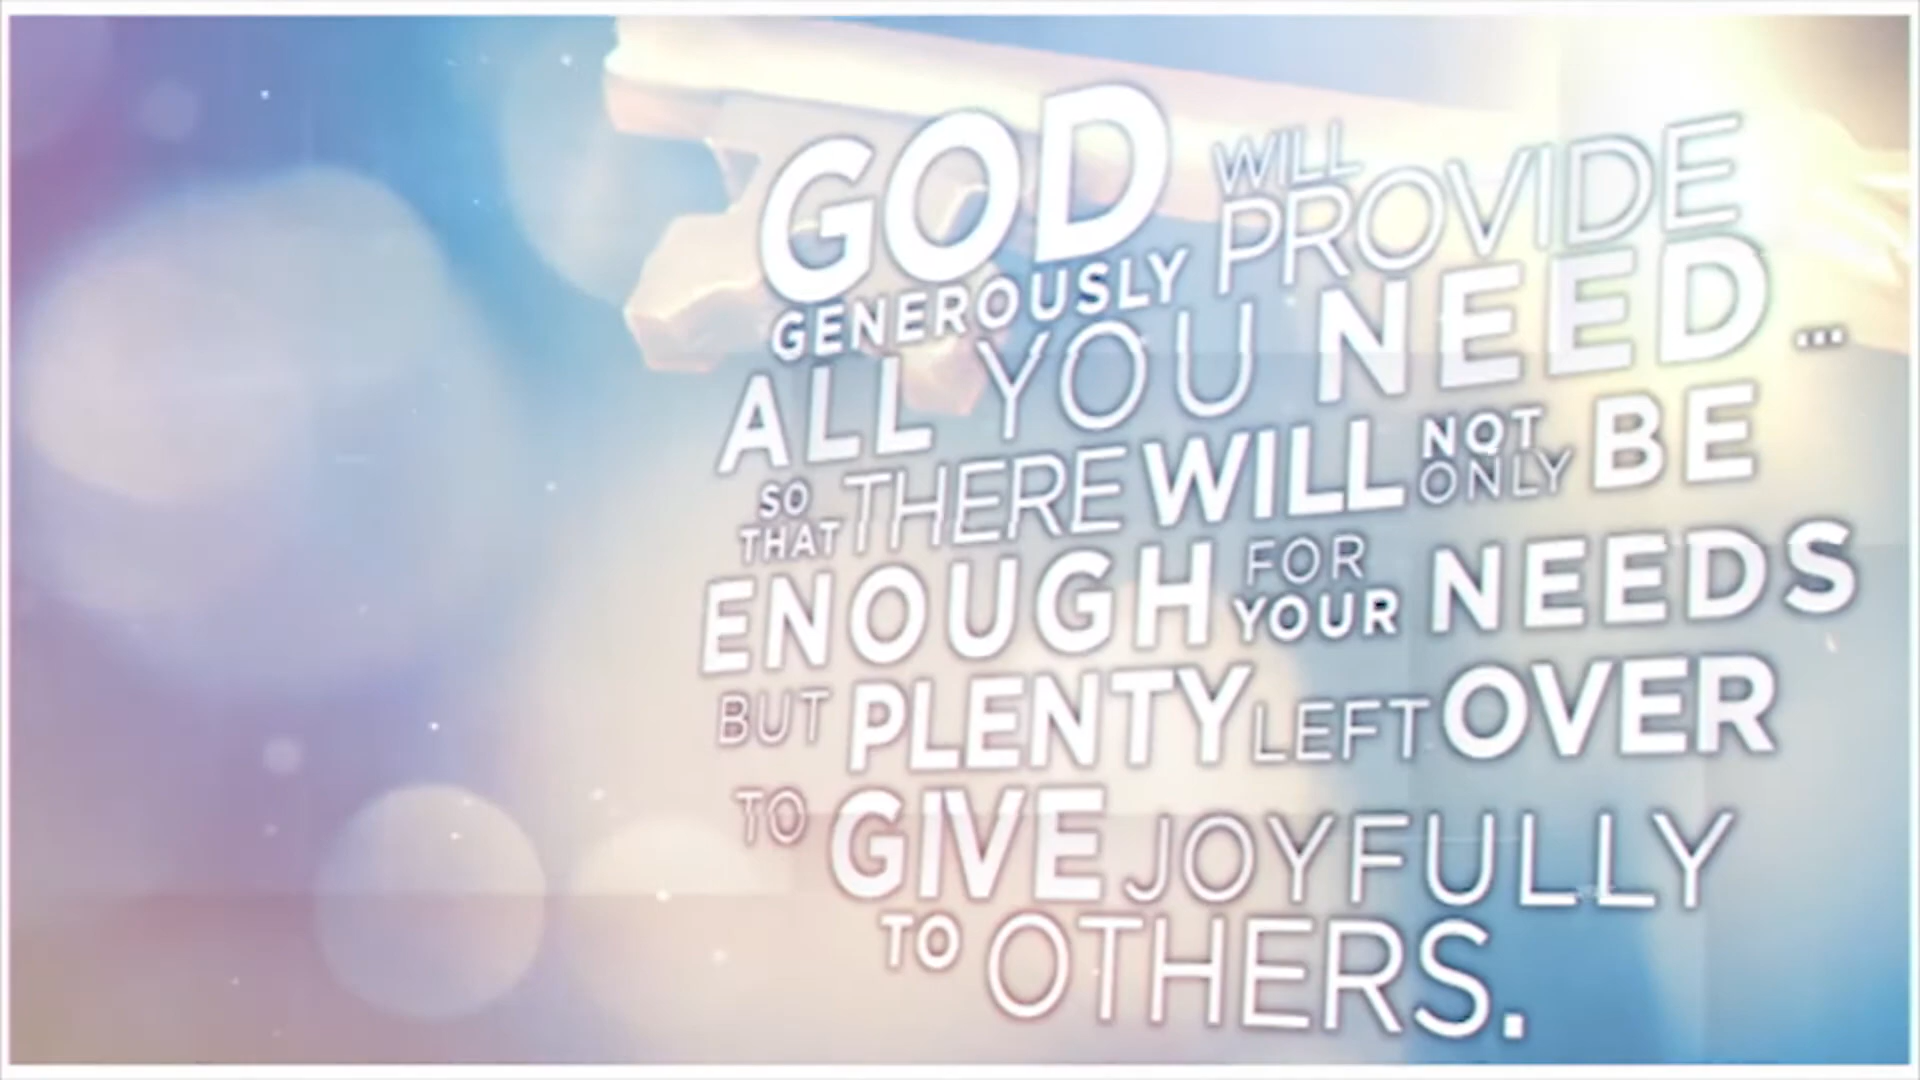 GOD WILL PROVIDE
GENEROUSLY
ALL YOU NEED...
SO THAT THERE WILL NOT ONLY BE
ENOUGH FOR YOUR NEEDS
BUT PLENTY LEFT OVER
TO GIVE JOYFULLY
TO OTHERS.